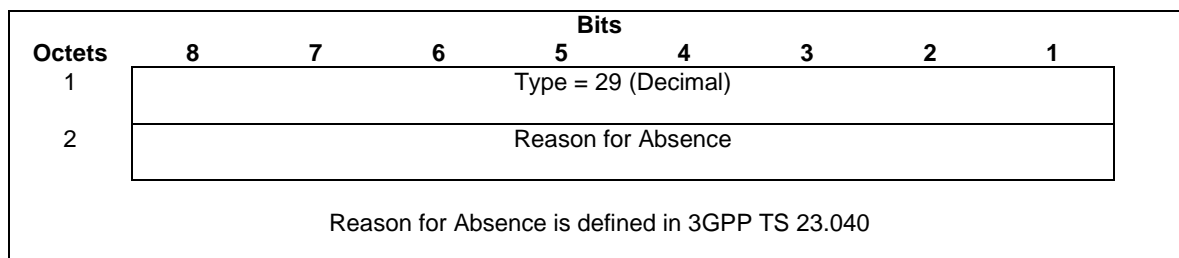 Bits
Octets 8 7 6 5 4 3 2 1
1 Type = 29 (Decimal)
2 Reason for Absence
Reason for Absence is defined in 3GPP TS 23.040